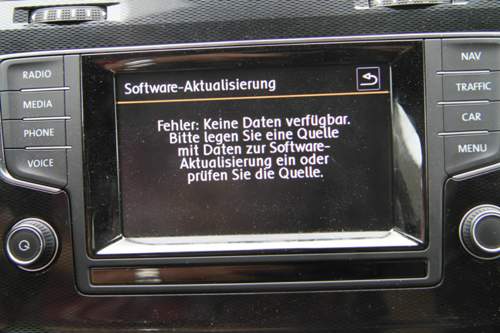 Software-Aktualisierung
Fehler: Keine Daten verfügbar.
Bitte legen Sie eine Quelle
mit Daten zur Software-
Aktualisierung ein oder
prüfen Sie die Quelle.
RADIO
MEDIA
PHONE
VOICE
NAV
TRAFFIC
CAR
MENU